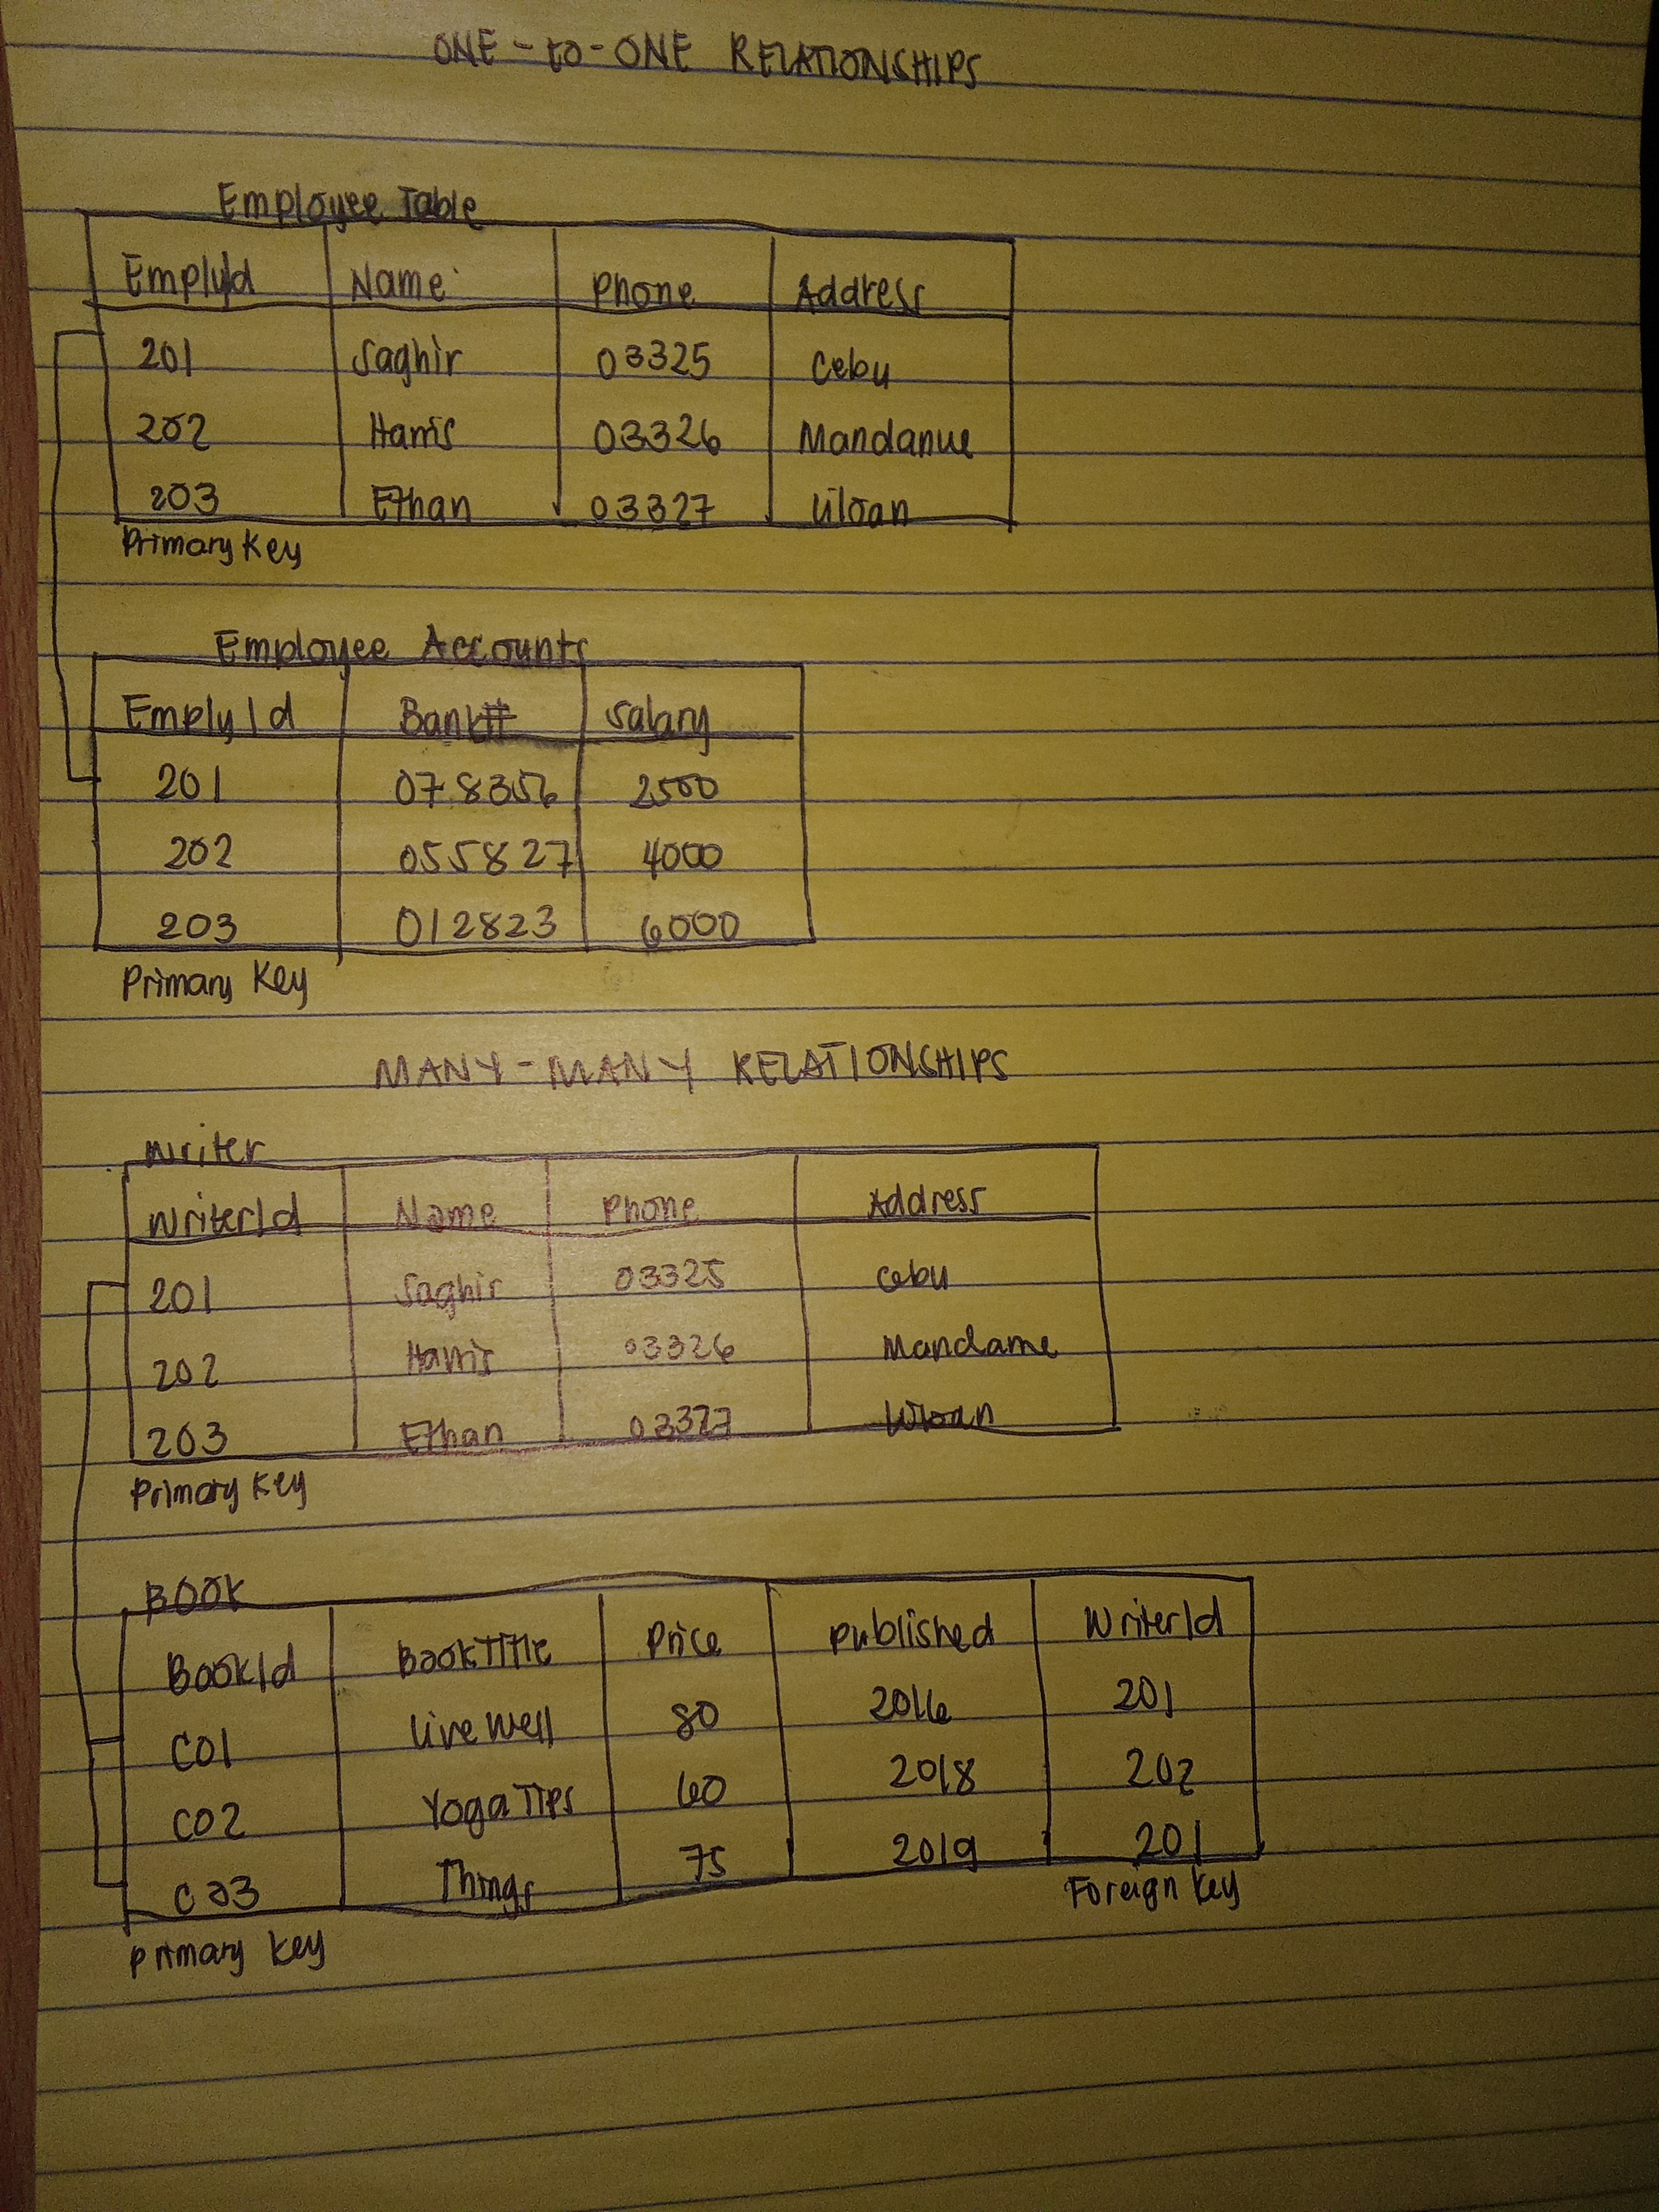 ONE-to-ONE RELATIONSHIPS
Employee Table
EmplyId Name Phone Address
201 Saghir 03325 Cebu
202 Harris 03326 Mandaue
203 Ethan 03327 Liloan
Primary Key
Employee Accounts
EmplyId Bank# Salary
201 078356 2500
202 055827 4000
203 012823 6000
Primary Key
MANY-MANY RELATIONSHIPS
Writer
WriterId Name Phone Address
201 Saghir 03325 Cebu
202 Harris 03326
203 Ethan 03327 Liloan
Primary Key
BOOK
BookId BookTitle Price Published WriterId
C01 Live Well 80 2016 201
C02 Yoga Tips 60 2018 202
C03 Things 75 2019 201
Foreign Key
Primary Key